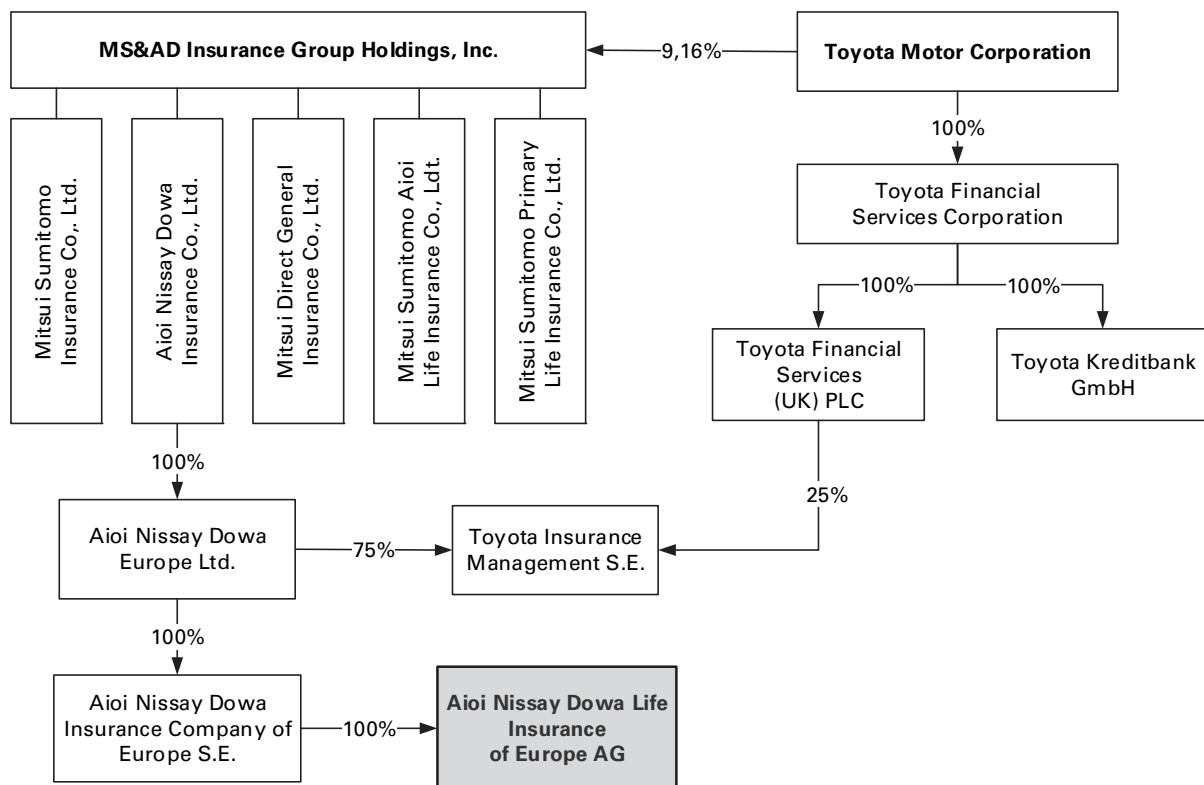 MS&AD Insurance Group Holdings, Inc.
9,16%
Toyota Motor Corporation
100%
Toyota Financial
Services Corporation
100%
100%
Mitsui Sumitomo
Insurance Co,. Ltd.
Aioi Nissay Dowa
Insurance Co., Ltd.
Mitsui Direct General
Insurance Co., Ltd.
Mitsui Sumitomo Aioi
Life Insurance Co., Ldt.
Mitsui Sumitomo Primary
Life Insurance Co., Ltd.
Toyota Financial
Services
(UK) PLC
Toyota Kreditbank
GmbH
100%
25%
Aioi Nissay Dowa
Europe Ltd.
75%
Toyota Insurance
Management S.E.
100%
Aioi Nissay Dowa
Insurance Company of
Europe S.E.
100%
Aioi Nissay Dowa Life
Insurance
of Europe AG